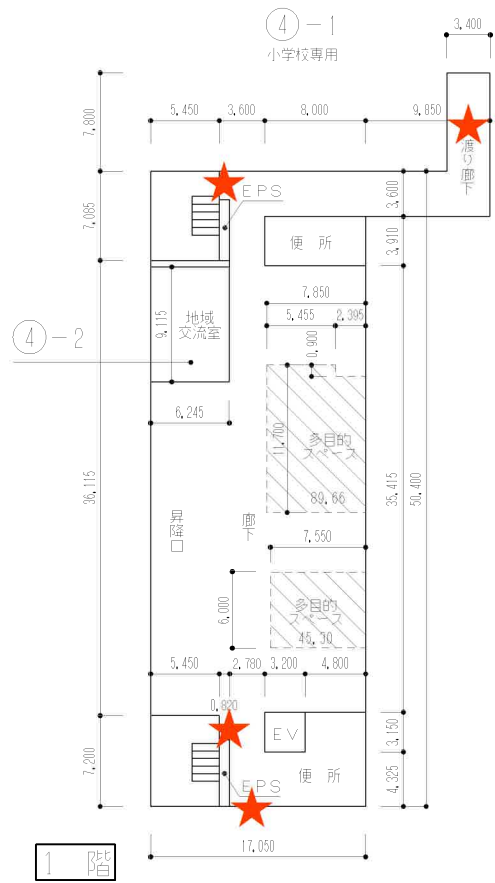 ④-1
小学校専用
3,400
5,450
3,600
8,000
9,850
7,800
渡り廊下
7,085
EPS
3,600
便所
3,910
7,850
5,455
2,395
④-2
9,115
地域
交流室
0,900
6,245
11,700
多目的
スペース
89.66
36,115
35,415
50,400
昇降口
廊下
7,550
6,000
多目的
スペース
45.30
5,450
2,780
3,200
4,800
0,820
EV
3,150
7,200
EPS
便所
4,325
1階
17,050